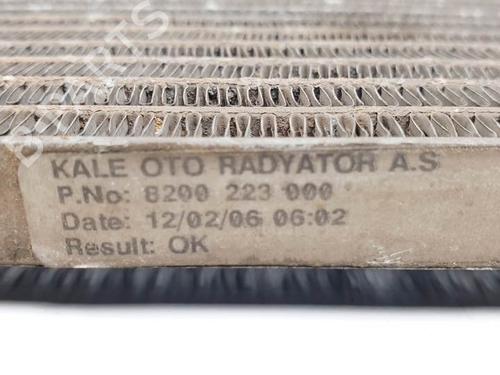 KALE OTO RADYATOR A.S
P.No: 8200 223 000
Date: 12/02/06 06:02
Result: OK